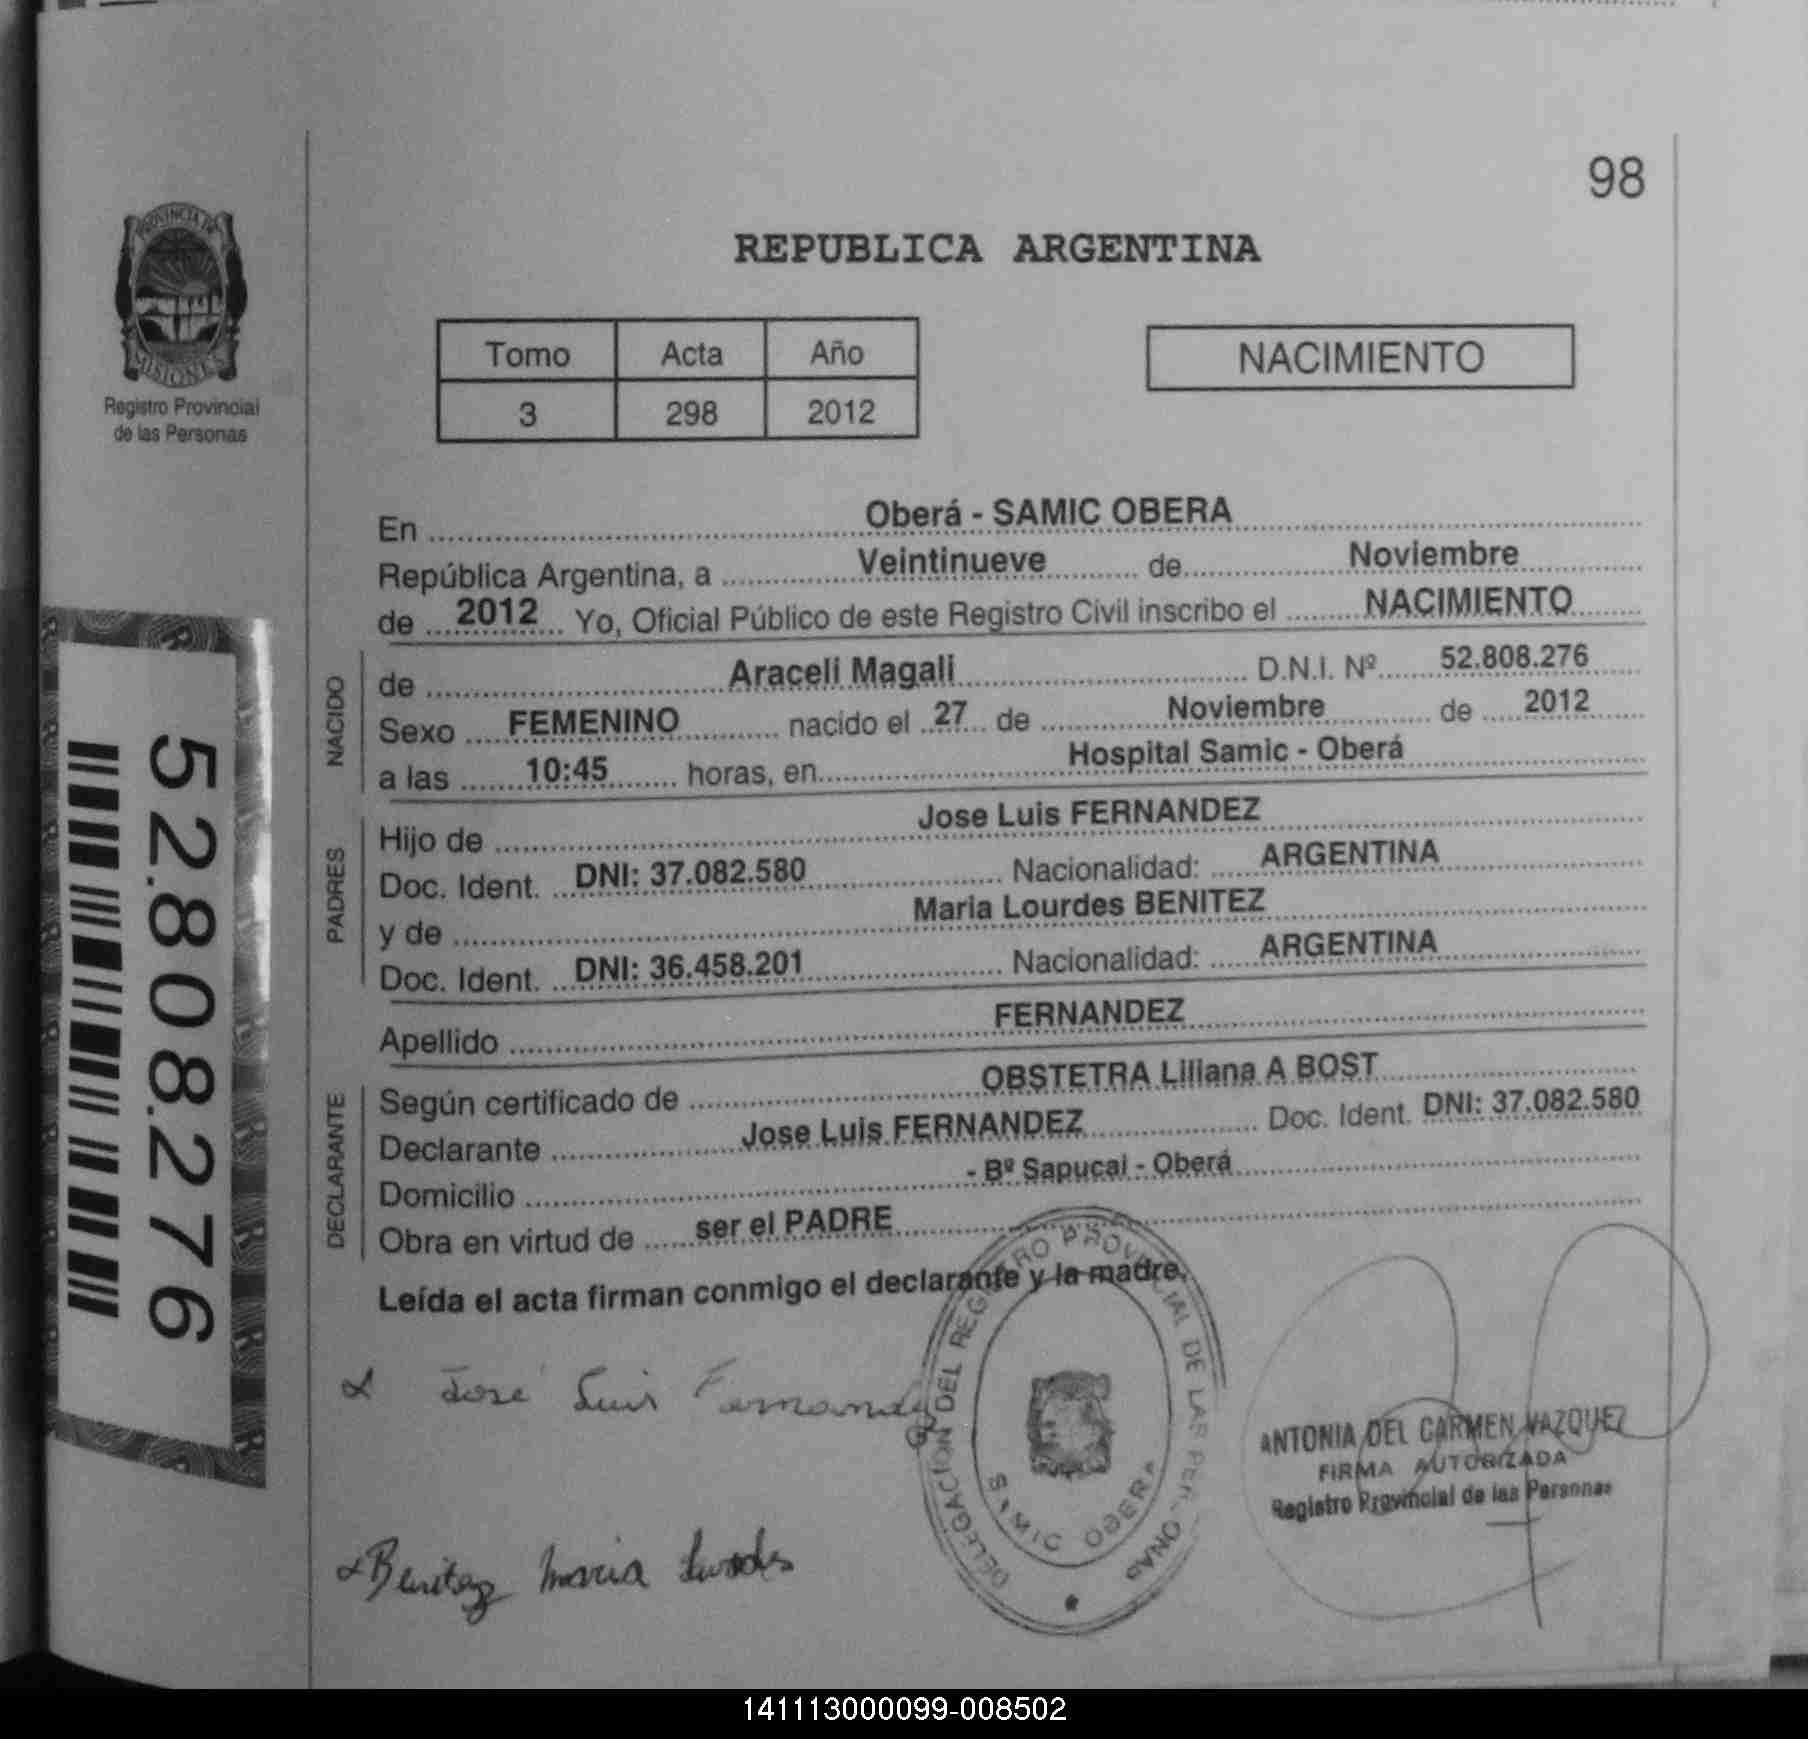 98
PROVINCIA DE
MISIONES
Registro Provincial
de las Personas
REPUBLICA ARGENTINA
Tomo Acta Año
3 298 2012
NACIMIENTO
En Oberá - SAMIC OBERA
República Argentina, a Veintinueve de Noviembre
de 2012 Yo, Oficial Público de este Registro Civil inscribo el NACIMIENTO
NACIDO
de Araceli Magali D.N.I. Nº 52.808.276
Sexo FEMENINO nacido el 27 de Noviembre de 2012
a las 10:45 horas, en Hospital Samic - Oberá
PADRES
Hijo de Jose Luis FERNANDEZ
Doc. Ident. DNI: 37.082.580 Nacionalidad: ARGENTINA
y de Maria Lourdes BENITEZ
Doc. Ident. DNI: 36.458.201 Nacionalidad: ARGENTINA
Apellido FERNANDEZ
DECLARANTE
Según certificado de OBSTETRA Liliana A BOST
Declarante Jose Luis FERNANDEZ Doc. Ident. DNI: 37.082.580
Domicilio - Bº Sapucai - Oberá
Obra en virtud de ser el PADRE
Leída el acta firman conmigo el declarante y la madre.
52.808.276
José Luis Fernandez
Benitez Maria Lurdes
DELEGACION DEL REGISTRO PROVINCIAL DE LAS PERSONAS
SAMIC OBERA
ANTONIA DEL CARMEN VAZQUEZ
FIRMA AUTORIZADA
Registro Provincial de las Personas
141113000099-008502